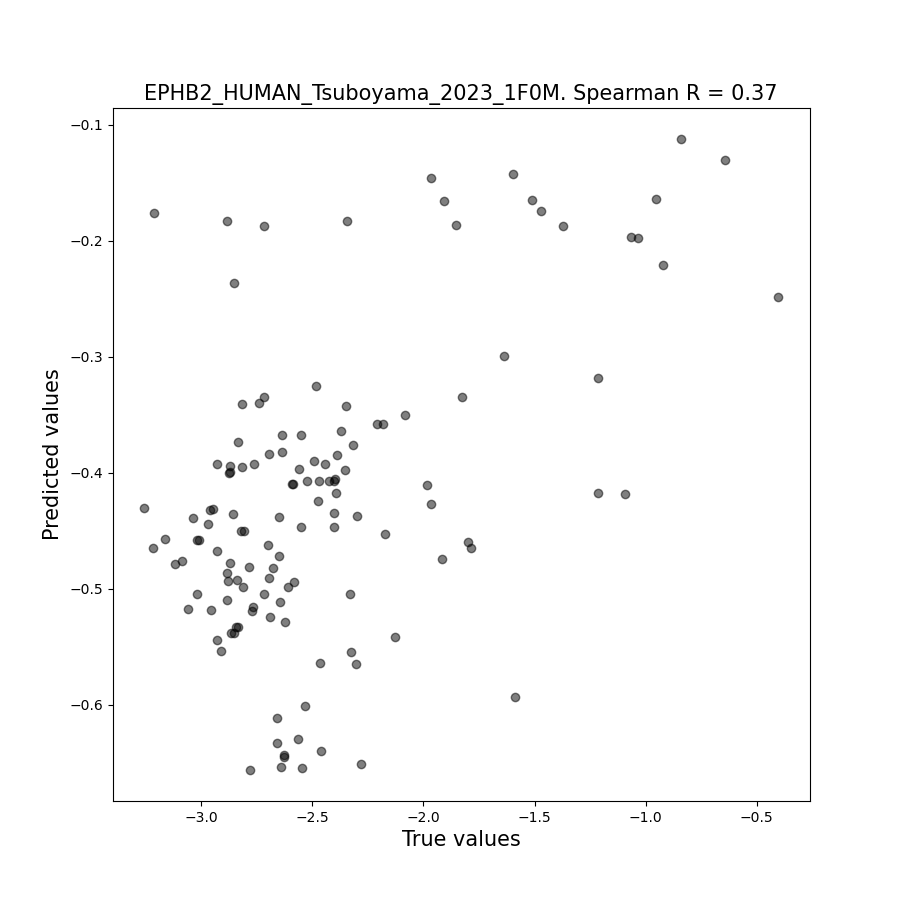 EPHB2_HUMAN_Tsuboyama_2023_1F0M. Spearman R = 0.37
−0.1
−0.2
−0.3
−0.4
−0.5
−0.6
Predicted values
−3.0 −2.5 −2.0 −1.5 −1.0 −0.5
True values